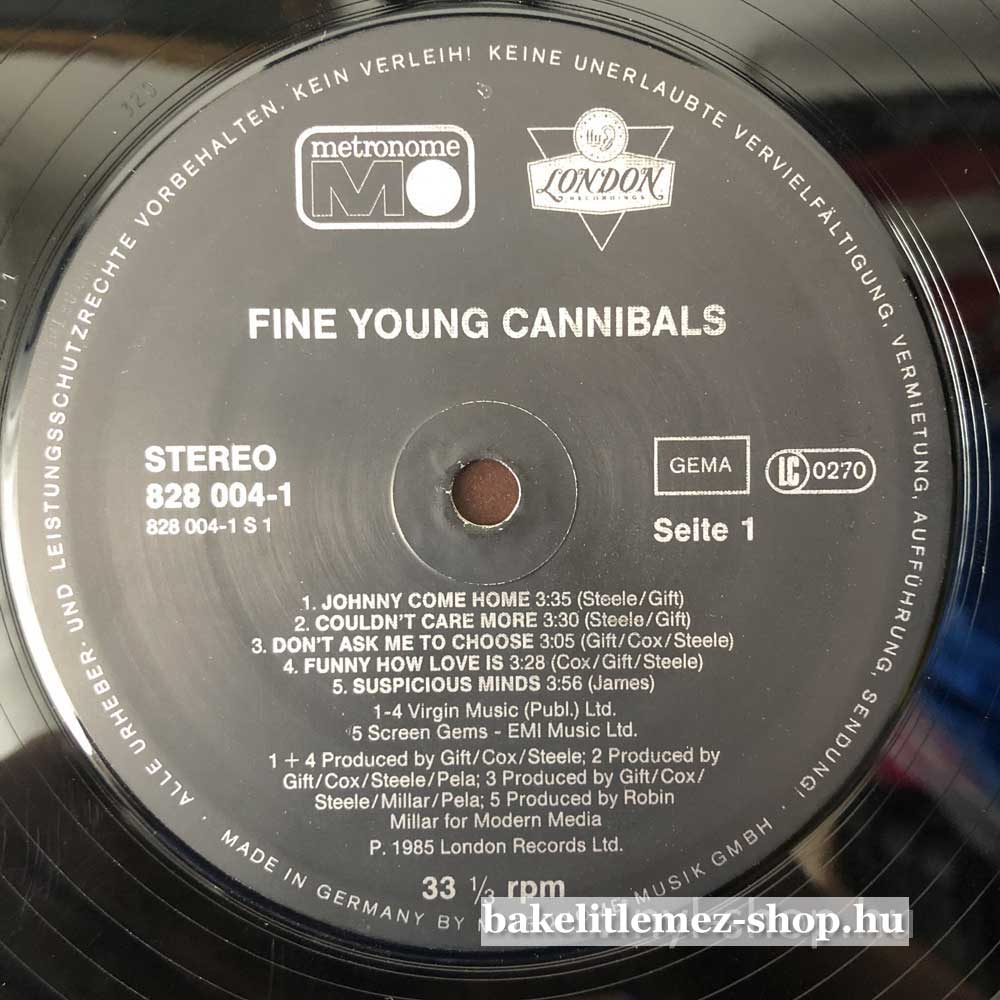 ALLE URHEBER- UND LEISTUNGSSCHUTZRECHTE VORBEHALTEN. KEIN VERLEIH! KEINE UNERLAUBTE VERVIELFÄLTIGUNG, VERMIETUNG, AUFFÜHRUNG, SENDUNG!
metronome
M
LONDON
RECORDINGS
FINE YOUNG CANNIBALS
STEREO
828 004-1
828 004-1 S 1
GEMA
LC 0270
Seite 1
1. JOHNNY COME HOME 3:35 (Steele/Gift)
2. COULDN'T CARE MORE 3:30 (Steele/Gift)
3. DON'T ASK ME TO CHOOSE 3:05 (Gift/Cox/Steele)
4. FUNNY HOW LOVE IS 3:28 (Cox/Gift/Steele)
5. SUSPICIOUS MINDS 3:56 (James)
1-4 Virgin Music (Publ.) Ltd.
5 Screen Gems - EMI Music Ltd.
1 + 4 Produced by Gift/Cox/Steele; 2 Produced by
Gift/Cox/Steele/Pela; 3 Produced by Gift/Cox/
Steele/Millar/Pela; 5 Produced by Robin
Millar for Modern Media
P. 1985 London Records Ltd.
33 1/3 rpm
MADE IN GERMANY BY MUSIK GMBH
bakelitlemez-shop.hu